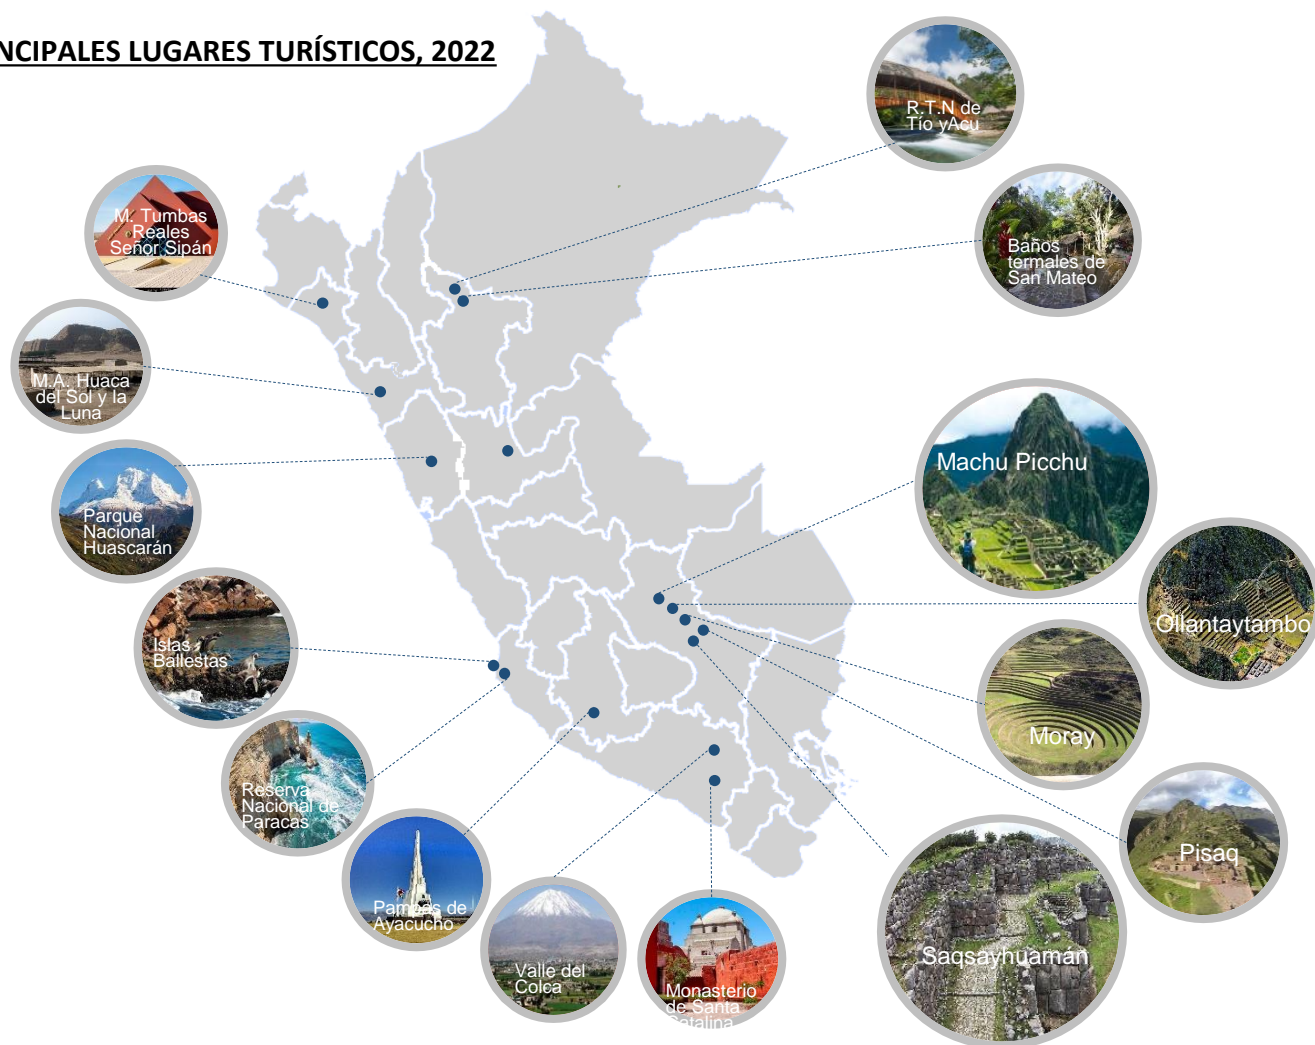 NCIPALES LUGARES TURÍSTICOS, 2022
R.T.N de
Tío yAcu
M. Tumbas
Reales
Señor Sipán
Baños
termales de
San Mateo
M.A. Huaca
del Sol y la
Luna
Machu Picchu
Parque
Nacional
Huascarán
Ollantaytambo
Islas
Ballestas
Moray
Reserva
Nacional de
Paracas
Pisaq
Pampas de
Ayacucho
Saqsayhuamán
Valle del
Colca
Monasterio
de Santa
Catalina